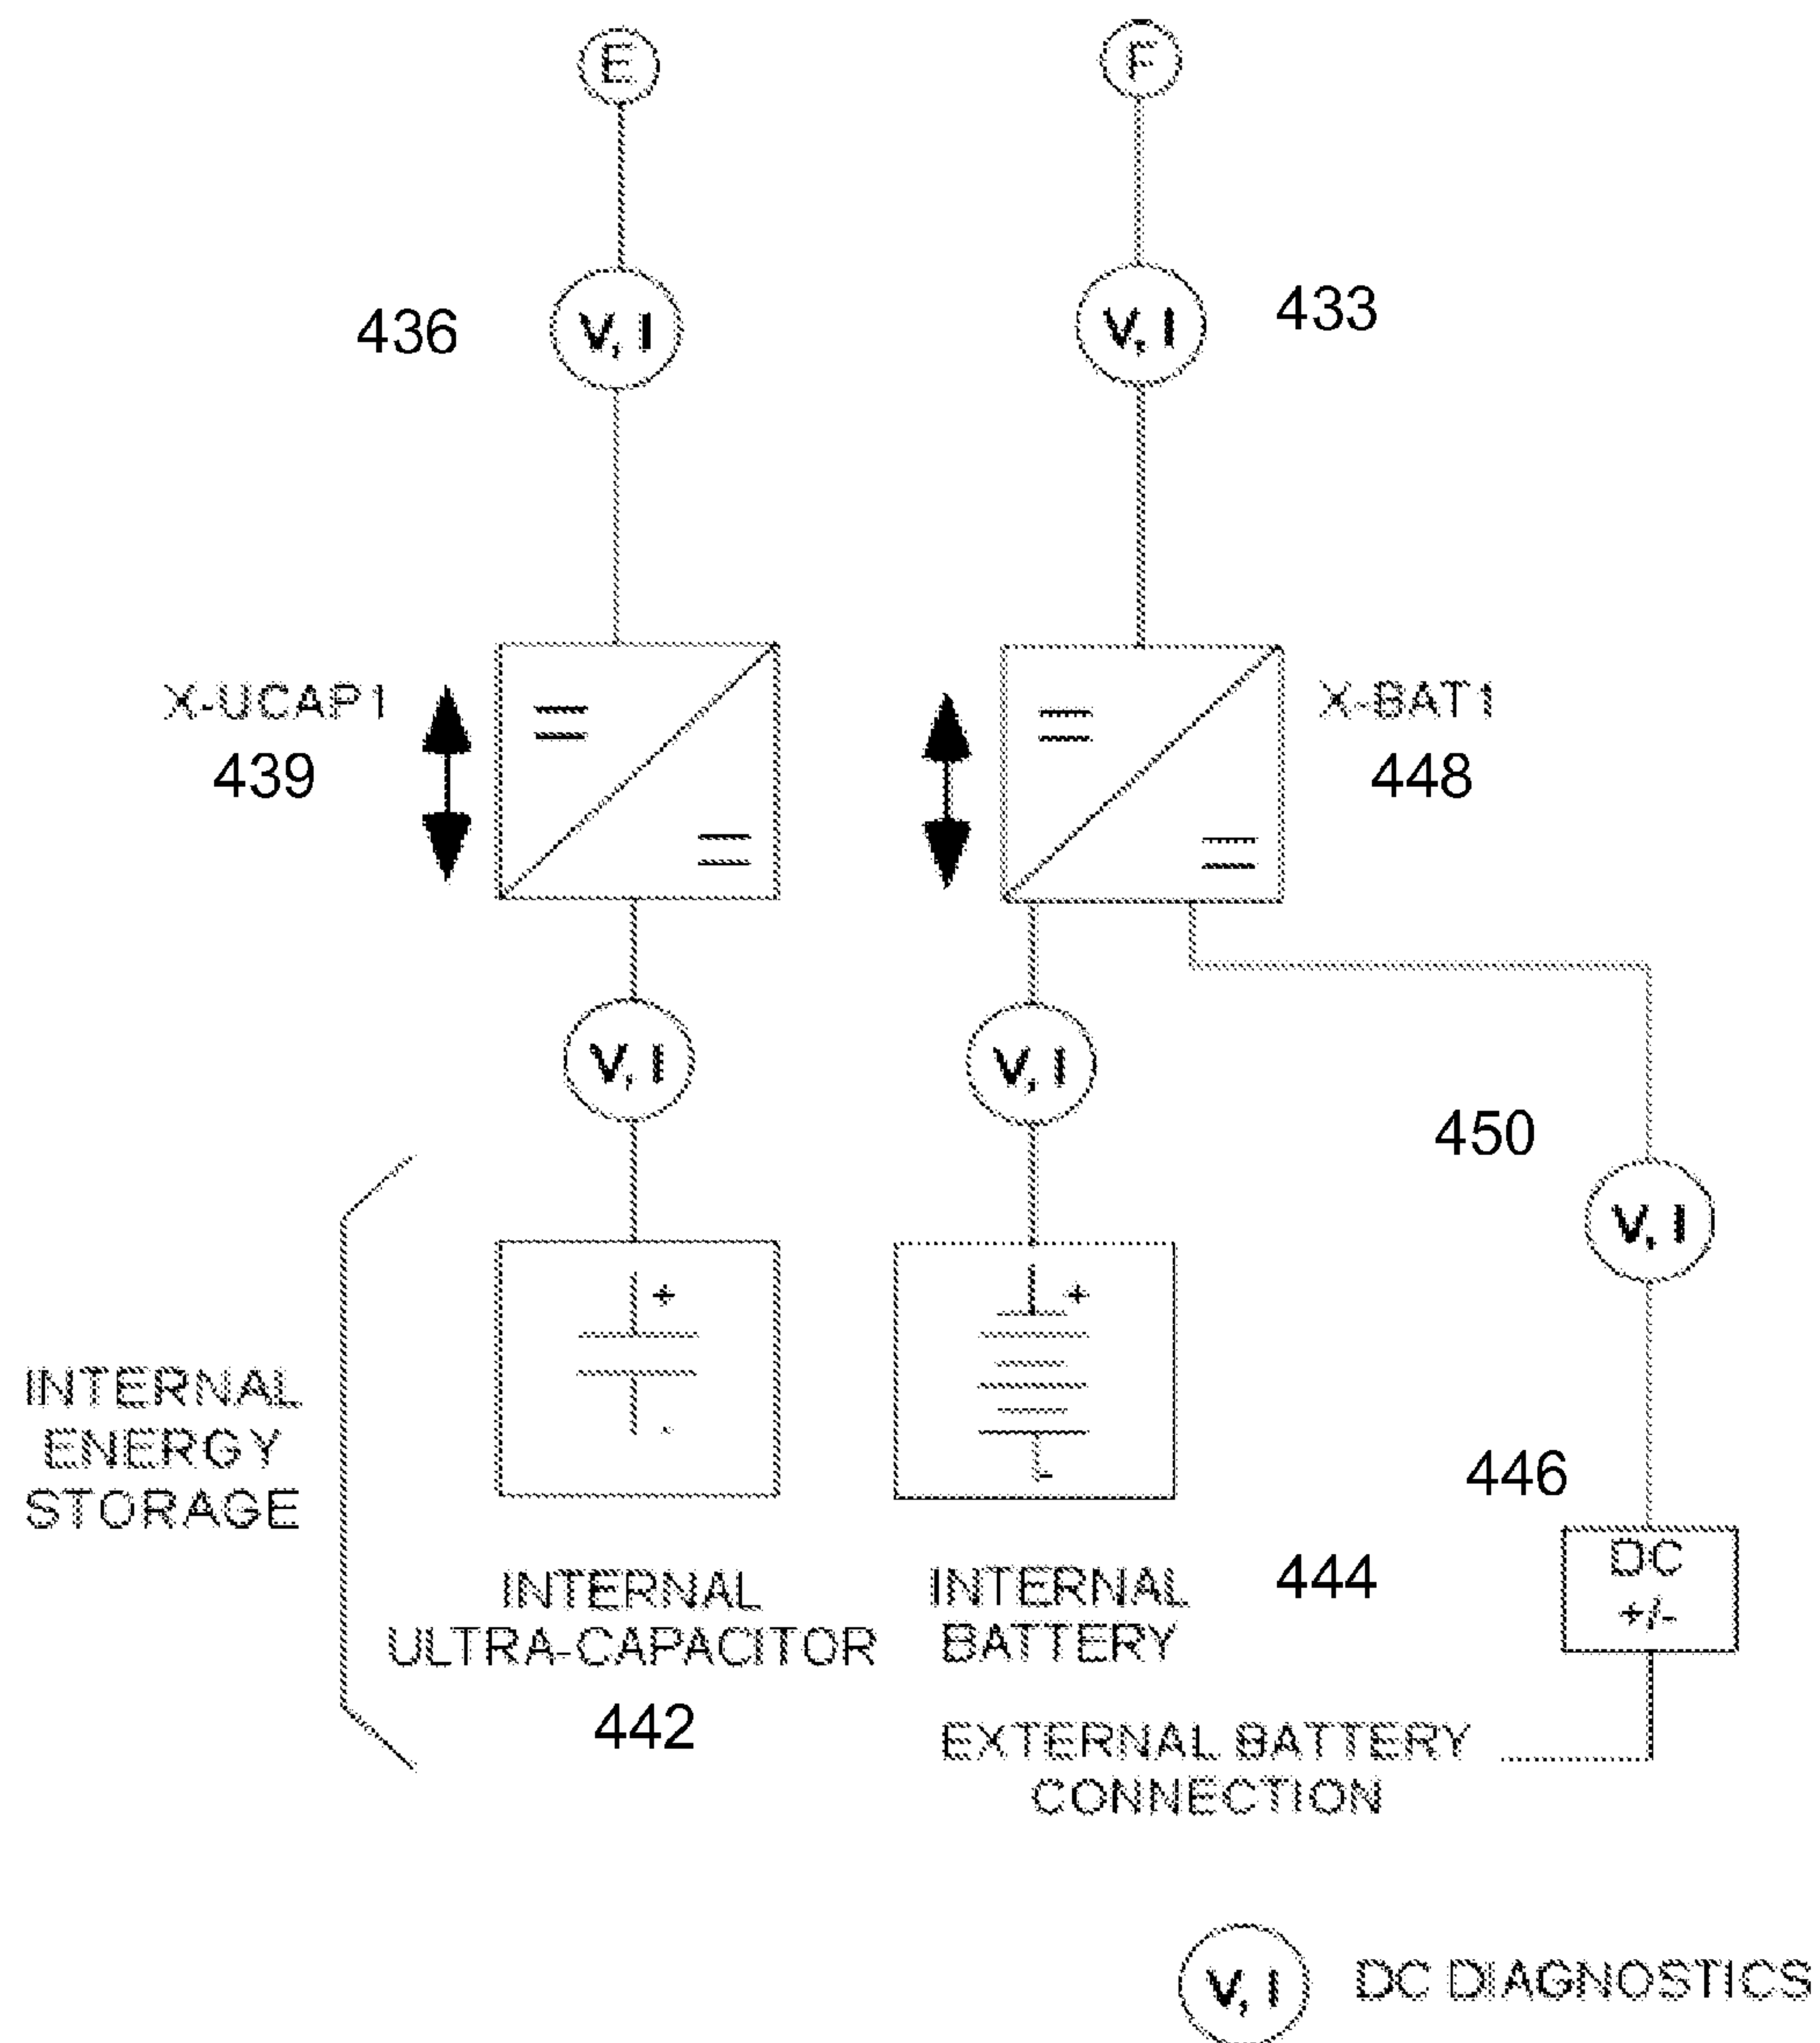 E
F
436
V, I
V, I
433
X-UCAP1
439
X-BAT1
448
V, I
V, I
450
V, I
+
-
+
-
INTERNAL
ENERGY
STORAGE
446
DC
+/-
INTERNAL
ULTRA-CAPACITOR
442
INTERNAL
BATTERY
444
EXTERNAL BATTERY
CONNECTION
V, I
DC DIAGNOSTICS